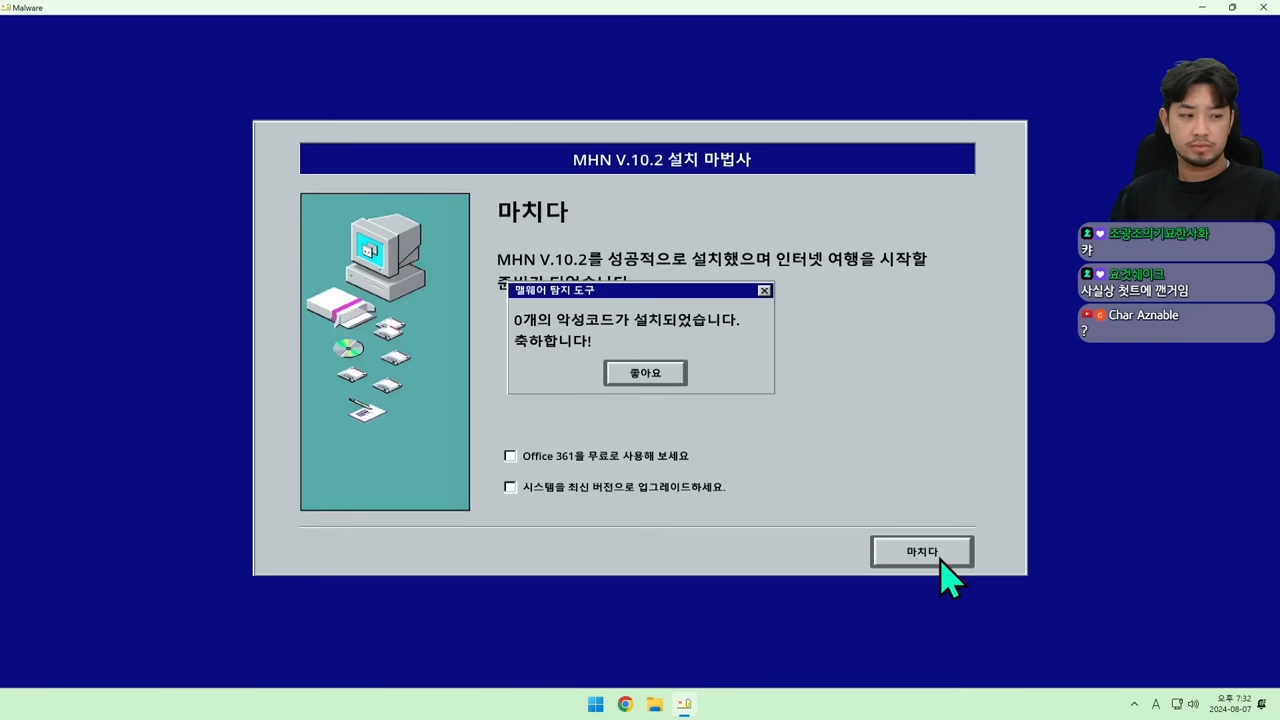 Malware
MHN V.10.2 설치 마법사
마치다
MHN V.10.2를 성공적으로 설치했으며 인터넷 여행을 시작할
맬웨어 탐지 도구
0개의 악성코드가 설치되었습니다.
축하합니다!
좋아요
Office 361을 무료로 사용해 보세요
시스템을 최신 버전으로 업그레이드하세요.
마치다
조광조의기묘한사화
캬
요것쉐이크
사실상 첫트에 깬거임
Char Aznable
?
A
오후 7:32
2024-08-07